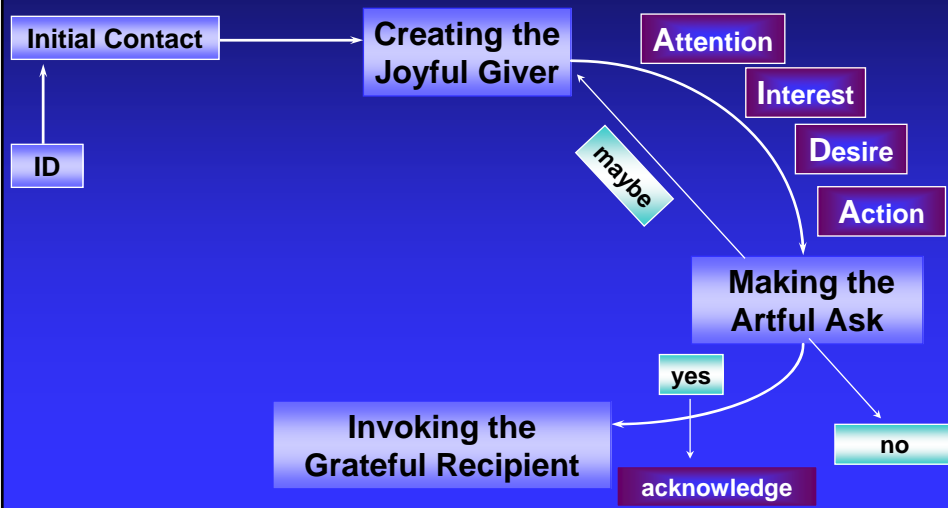 Initial Contact
Creating the
Joyful Giver
Attention
Interest
ID
Desire
maybe
Action
Making the
Artful Ask
yes
Invoking the
Grateful Recipient
no
acknowledge